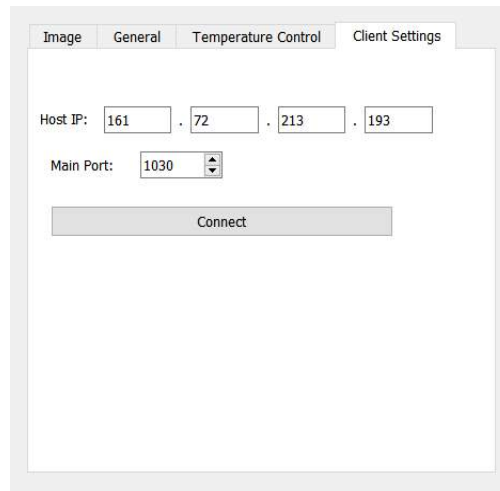 Image General Temperature Control Client Settings
Host IP: 161 . 72 . 213 . 193
Main Port: 1030
Connect